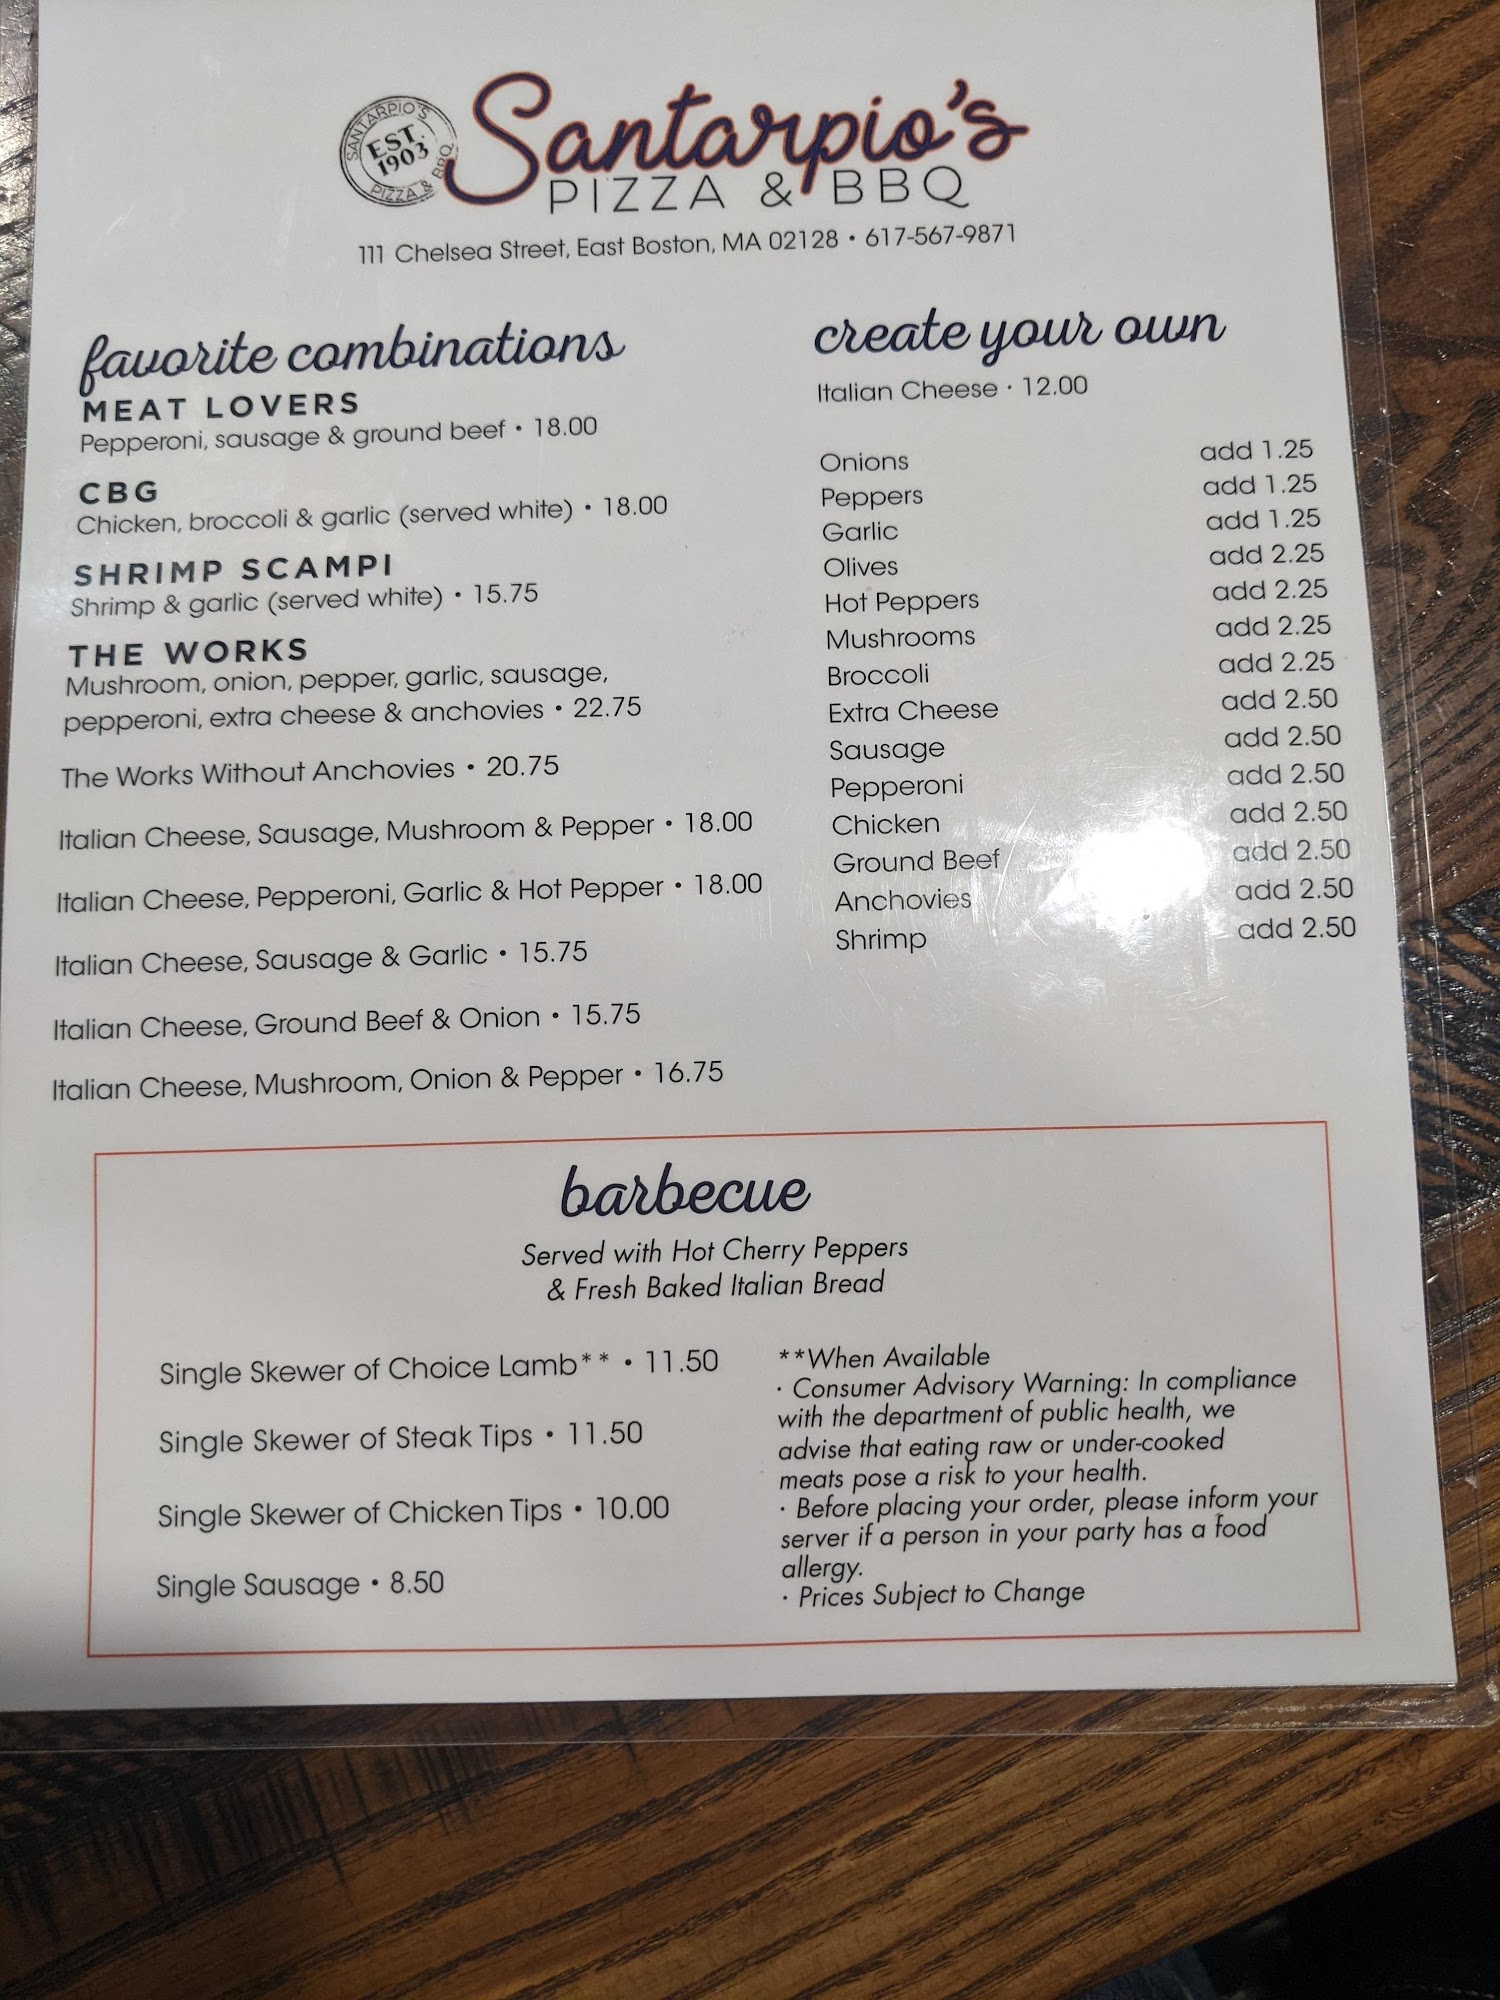 SANTARPIO'S
EST.
1903
PIZZA & BBQ
Santarpio's
PIZZA & BBQ
111 Chelsea Street, East Boston, MA 02128 • 617-567-9871
favorite combinations
MEAT LOVERS
Pepperoni, sausage & ground beef • 18.00
CBG
Chicken, broccoli & garlic (served white) • 18.00
SHRIMP SCAMPI
Shrimp & garlic (served white) • 15.75
THE WORKS
Mushroom, onion, pepper, garlic, sausage,
pepperoni, extra cheese & anchovies • 22.75
The Works Without Anchovies • 20.75
Italian Cheese, Sausage, Mushroom & Pepper • 18.00
Italian Cheese, Pepperoni, Garlic & Hot Pepper • 18.00
Italian Cheese, Sausage & Garlic • 15.75
Italian Cheese, Ground Beef & Onion • 15.75
Italian Cheese, Mushroom, Onion & Pepper • 16.75
create your own
Italian Cheese • 12.00
Onions add 1.25
Peppers add 1.25
Garlic add 1.25
Olives add 2.25
Hot Peppers add 2.25
Mushrooms add 2.25
Broccoli add 2.25
Extra Cheese add 2.50
Sausage add 2.50
Pepperoni add 2.50
Chicken add 2.50
Ground Beef add 2.50
Anchovies add 2.50
Shrimp add 2.50
barbecue
Served with Hot Cherry Peppers
& Fresh Baked Italian Bread
Single Skewer of Choice Lamb** • 11.50
Single Skewer of Steak Tips • 11.50
Single Skewer of Chicken Tips • 10.00
Single Sausage • 8.50
**When Available
• Consumer Advisory Warning: In compliance
with the department of public health, we
advise that eating raw or under-cooked
meats pose a risk to your health.
• Before placing your order, please inform your
server if a person in your party has a food
allergy.
• Prices Subject to Change